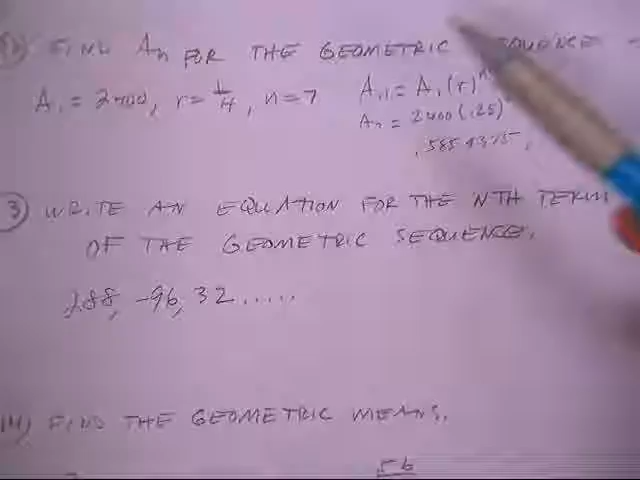 FIND An FOR THE GEOMETRIC
A1 = 2400, r = 1/4, n = 7
An = A1 (r)
An = 2400 (.25)
3) WRITE AN EQUATION FOR THE NTH TERM
OF THE GEOMETRIC SEQUENCE.
288, -96, 32 .....
14) FIND THE GEOMETRIC MEANS.
56